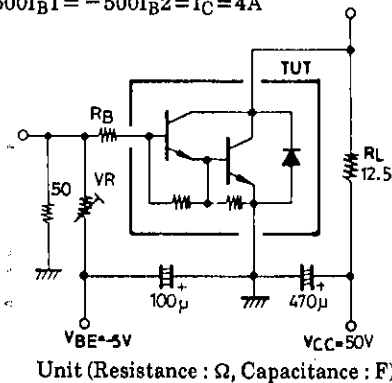 500IB1=-500IB2=IC=4A
TUT
RB
50
VR
RL
12.5
100μ
+
470μ
+
VBE=-5V
VCC=50V
Unit (Resistance : Ω, Capacitance : F)